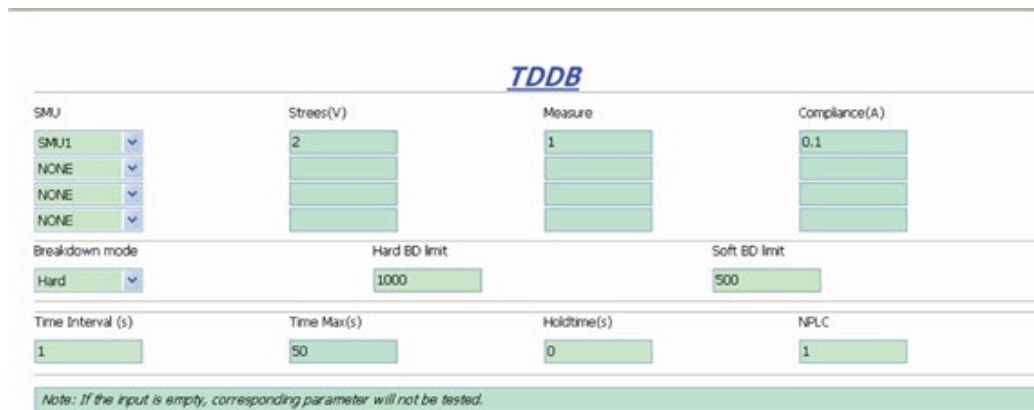 TDDB
SMU Strees(V) Measure Compliance(A)
SMU1 2 1 0.1
NONE
NONE
NONE
Breakdown mode Hard BD limit Soft BD limit
Hard 1000 500
Time Interval (s) Time Max(s) Holdtime(s) NPLC
1 50 0 1
Note: If the input is empty, corresponding parameter will not be tested.